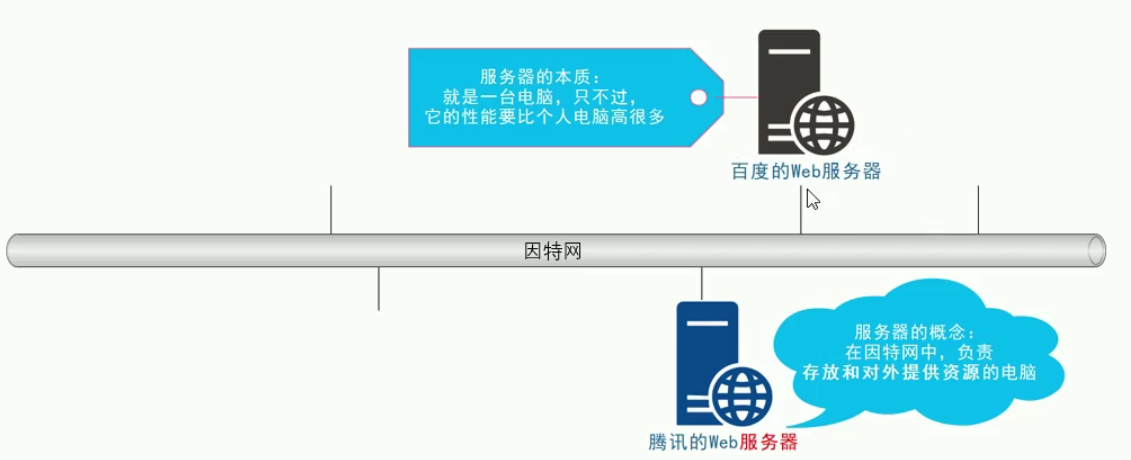 服务器的本质：
就是一台电脑，只不过，
它的性能要比个人电脑高很多
百度的Web服务器
因特网
服务器的概念：
在因特网中，负责
存放和对外提供资源的电脑
腾讯的Web服务器